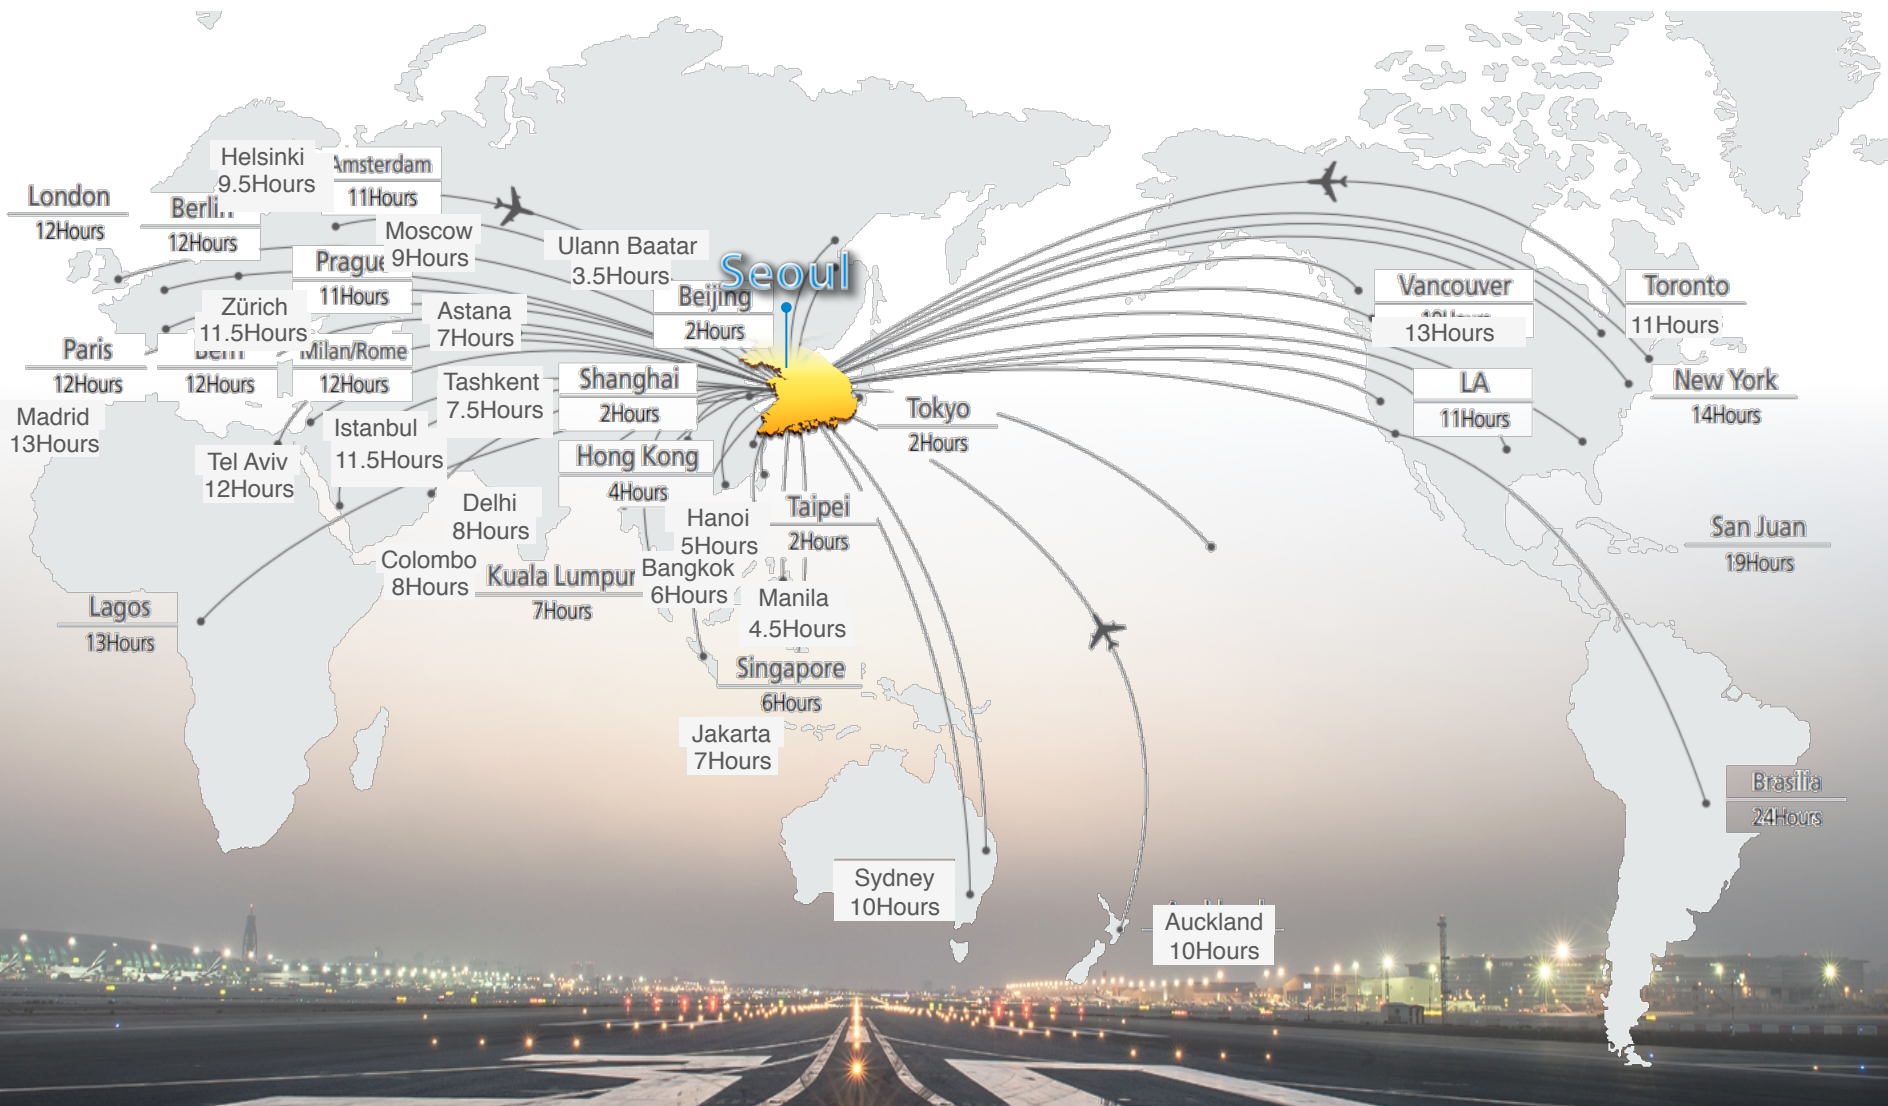 Helsinki
9.5Hours
Amsterdam
11Hours
London
12Hours
Berlin
12Hours
Moscow
9Hours
Ulann Baatar
3.5Hours
Seoul
Prague
11Hours
Beijing
2Hours
Zürich
11.5Hours
Astana
7Hours
Vancouver
13Hours
Toronto
11Hours
Paris
12Hours
Bern
12Hours
Milan/Rome
12Hours
Tashkent
7.5Hours
Shanghai
2Hours
LA
11Hours
New York
14Hours
Madrid
13Hours
Istanbul
11.5Hours
Tokyo
2Hours
Tel Aviv
12Hours
Hong Kong
4Hours
Delhi
8Hours
Hanoi
5Hours
Taipei
2Hours
San Juan
19Hours
Colombo
8Hours
Kuala Lumpur
7Hours
Bangkok
6Hours
Manila
4.5Hours
Lagos
13Hours
Singapore
6Hours
Jakarta
7Hours
Brasília
24Hours
Sydney
10Hours
Auckland
10Hours